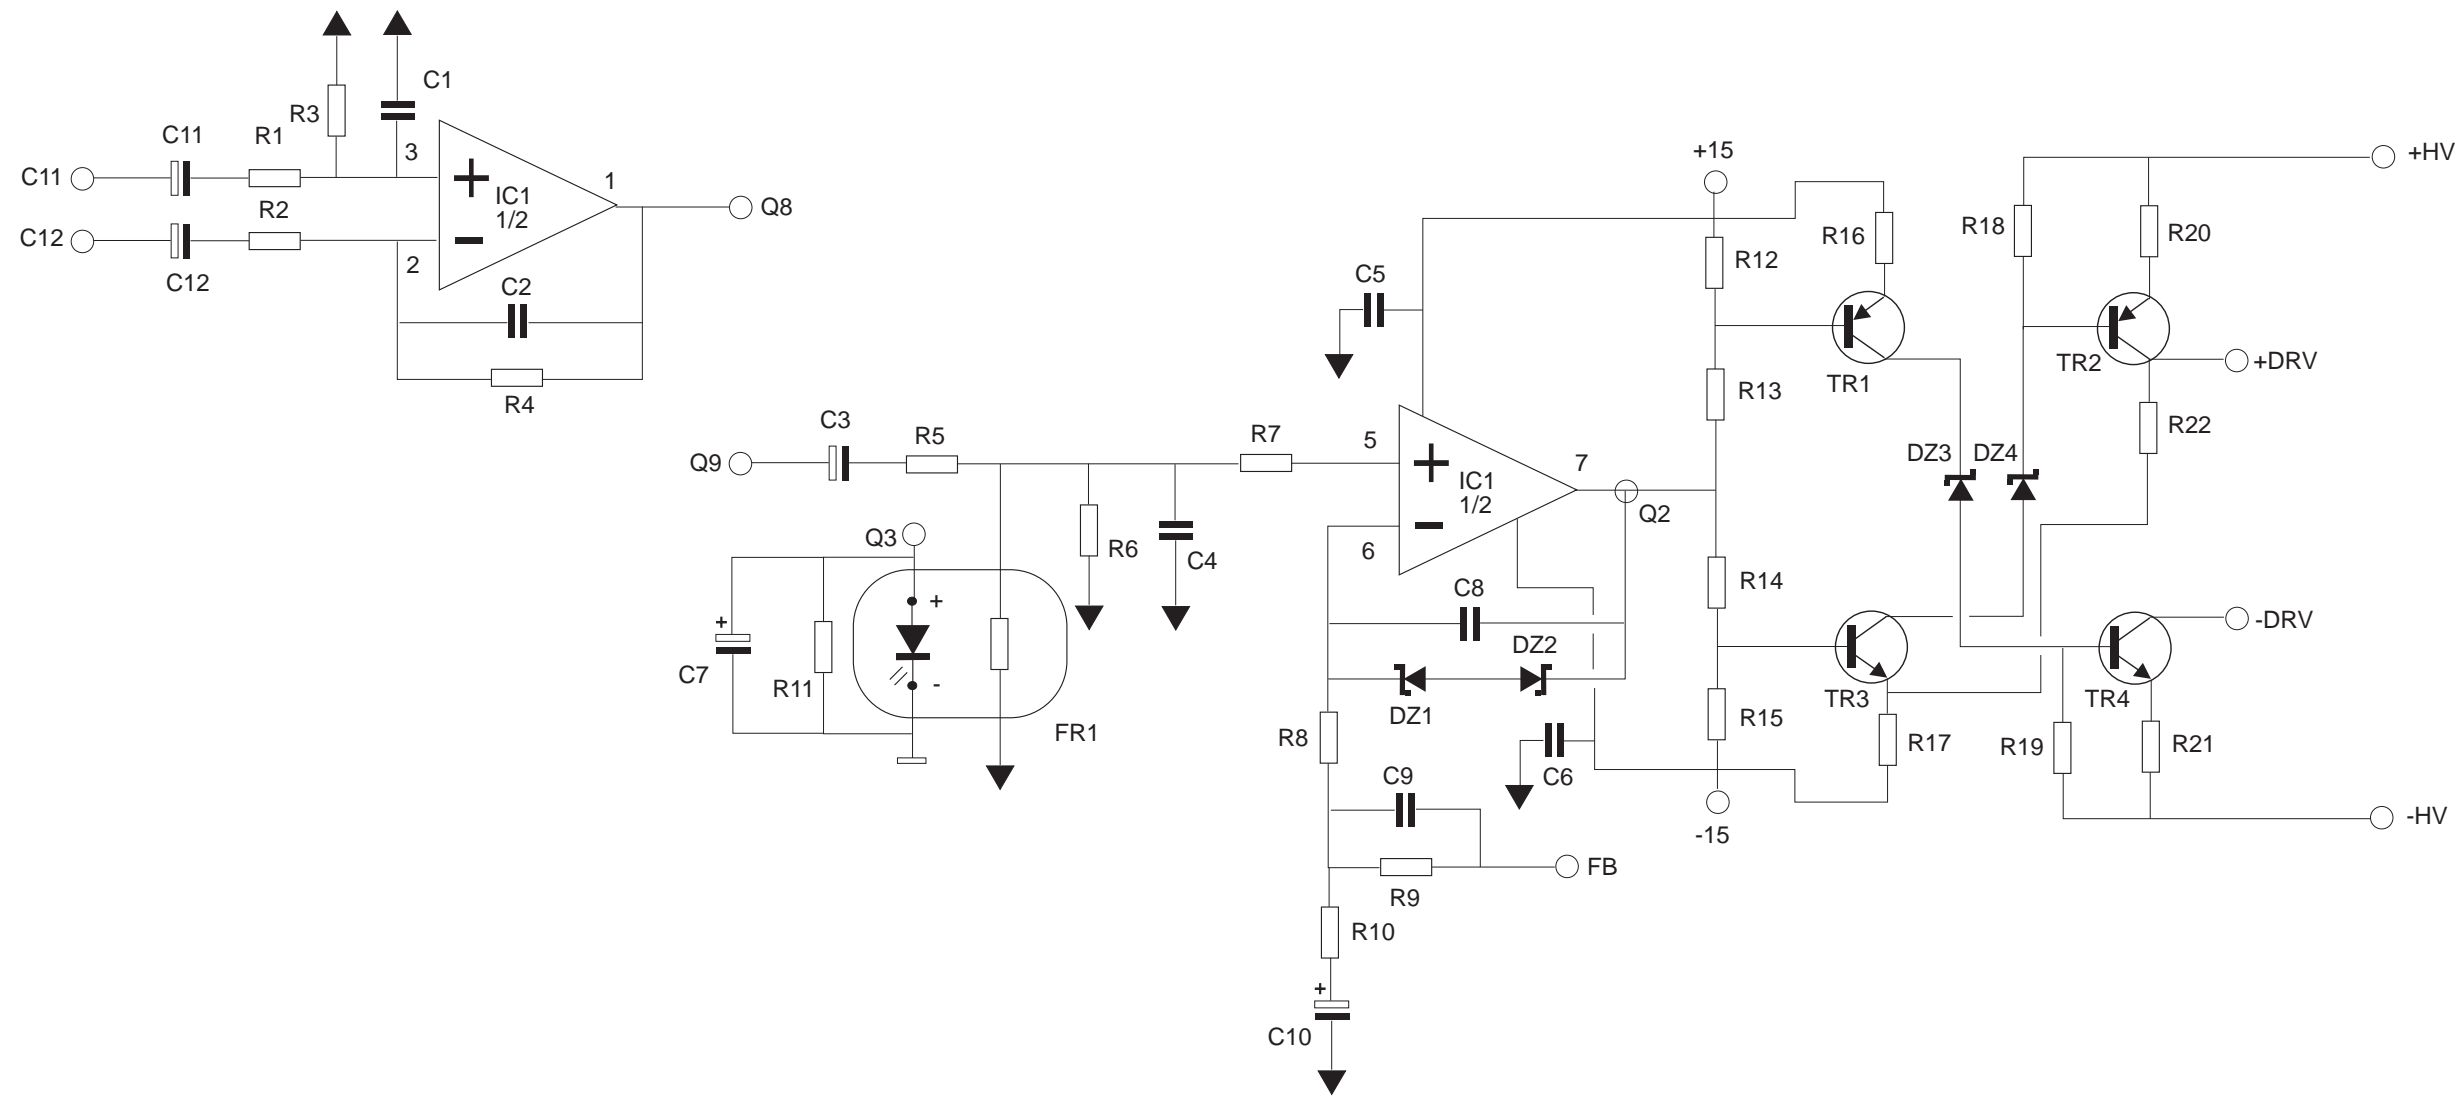 C1
R3
C11
R1
3
C11
IC1
1/2
1
Q8
R2
C12
2
C12
C2
R4
+15
+HV
R16
R18
R20
R12
C5
TR1
TR2
+DRV
R13
R22
C3
R5
R7
5
Q9
DZ3
DZ4
7
IC1
1/2
Q2
Q3
R6
C4
6
C8
R14
+
+
DZ2
-DRV
C7
R11
-
TR3
TR4
DZ1
FR1
R8
R15
R17
R19
R21
C9
C6
-15
-HV
FB
R9
R10
+
C10